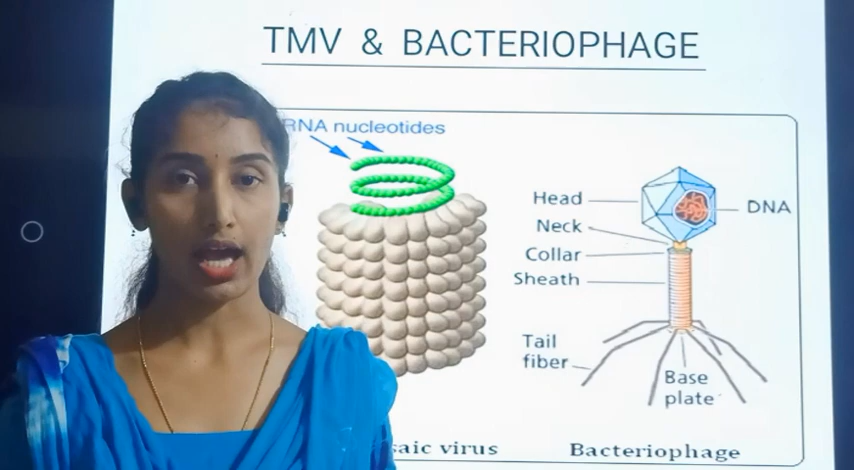 TMV & BACTERIOPHAGE
RNA nucleotides
Head
DNA
Neck
Collar
Sheath
Tail
fiber
Base
plate
saic virus
Bacteriophage